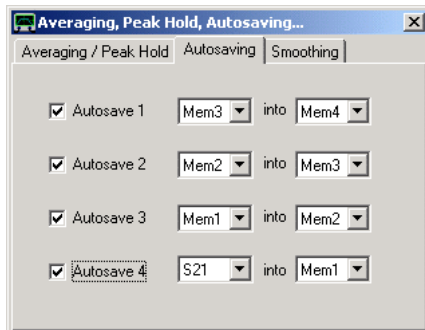 Averaging, Peak Hold, Autosaving...
Averaging / Peak Hold Autosaving Smoothing
Autosave 1 Mem3 into Mem4
Autosave 2 Mem2 into Mem3
Autosave 3 Mem1 into Mem2
Autosave 4 S21 into Mem1